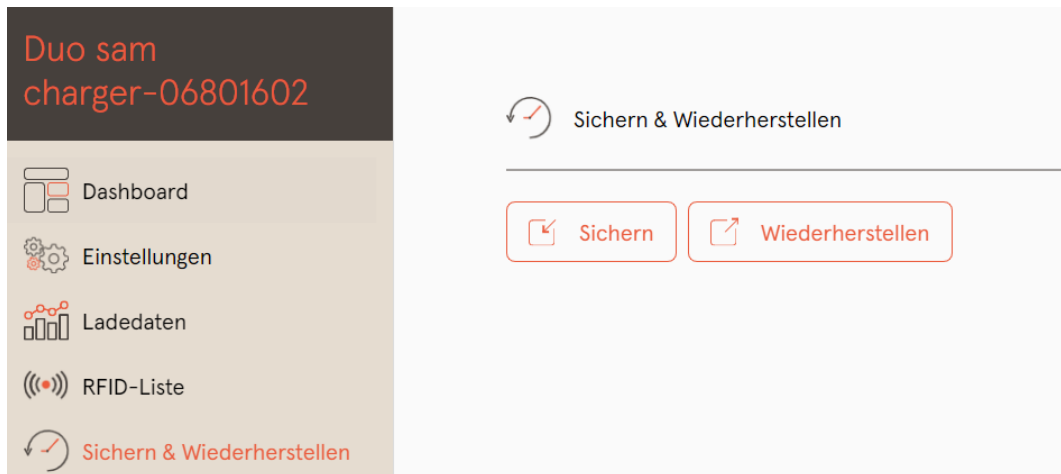 Duo sam
charger-06801602
Dashboard
Einstellungen
Ladedaten
RFID-Liste
Sichern & Wiederherstellen
Sichern & Wiederherstellen
Sichern
Wiederherstellen